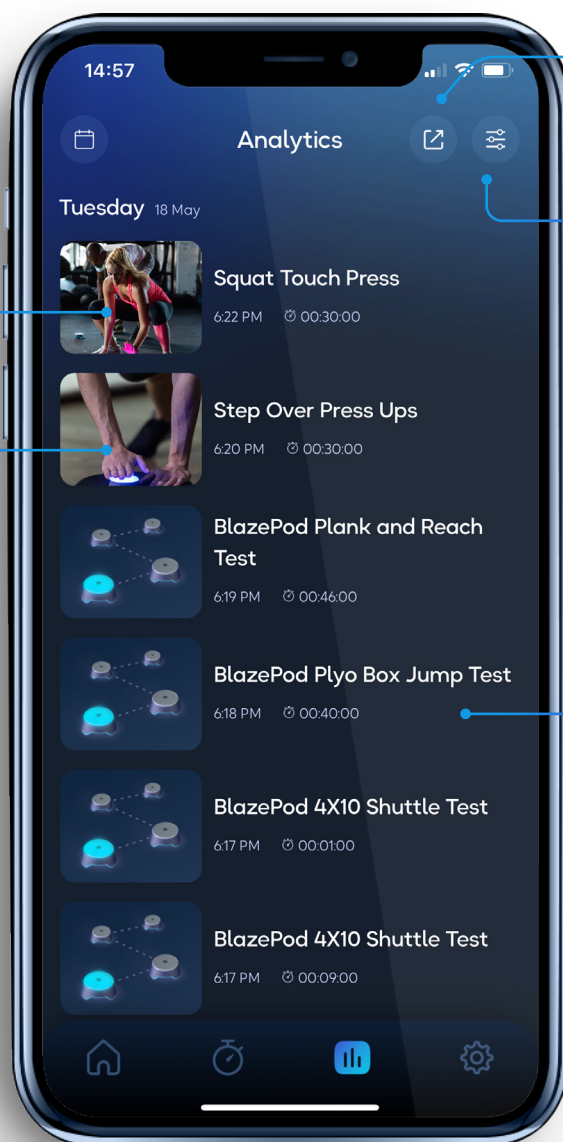 14:57
Analytics
Tuesday 18 May
Squat Touch Press
6:22 PM 00:30:00
Step Over Press Ups
6:20 PM 00:30:00
BlazePod Plank and Reach
Test
6:19 PM 00:46:00
BlazePod Plyo Box Jump Test
6:18 PM 00:40:00
BlazePod 4X10 Shuttle Test
6:17 PM 00:01:00
BlazePod 4X10 Shuttle Test
6:17 PM 00:09:00